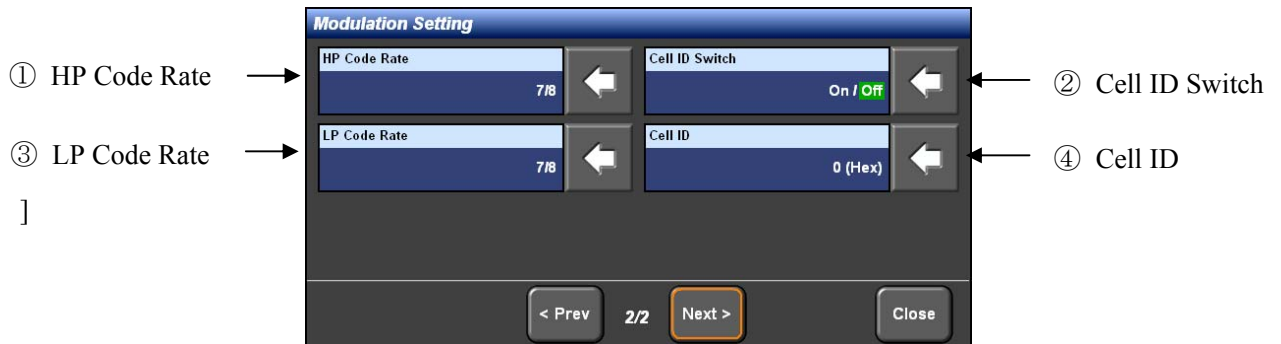 Modulation Setting
① HP Code Rate
HP Code Rate
7/8
Cell ID Switch
On / Off
② Cell ID Switch
③ LP Code Rate
LP Code Rate
7/8
Cell ID
0 (Hex)
④ Cell ID
]
< Prev
2/2
Next >
Close